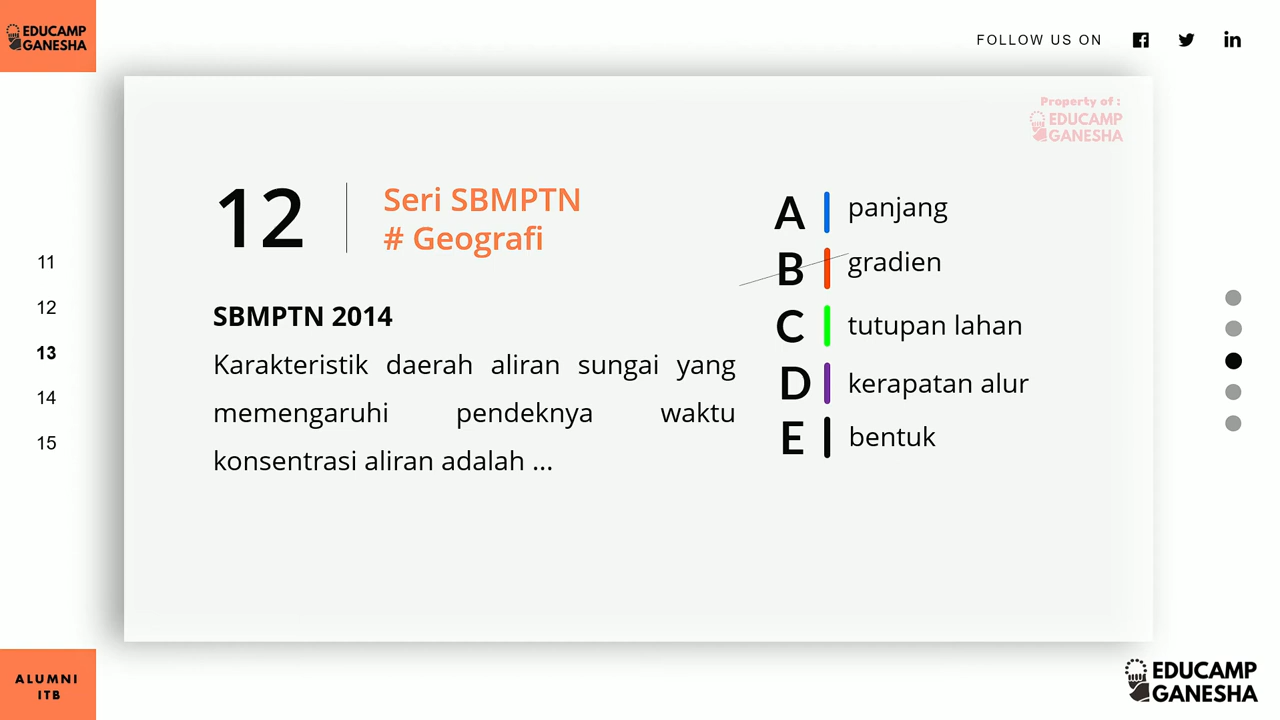 EDUCAMP
GANESHA
FOLLOW US ON
Property of :
EDUCAMP
GANESHA
12
Seri SBMPTN
# Geografi
SBMPTN 2014
Karakteristik daerah aliran sungai yang
memengaruhi pendeknya waktu
konsentrasi aliran adalah ...
A panjang
B gradien
C tutupan lahan
D kerapatan alur
E bentuk
11
12
13
14
15
ALUMNI
ITB
EDUCAMP
GANESHA